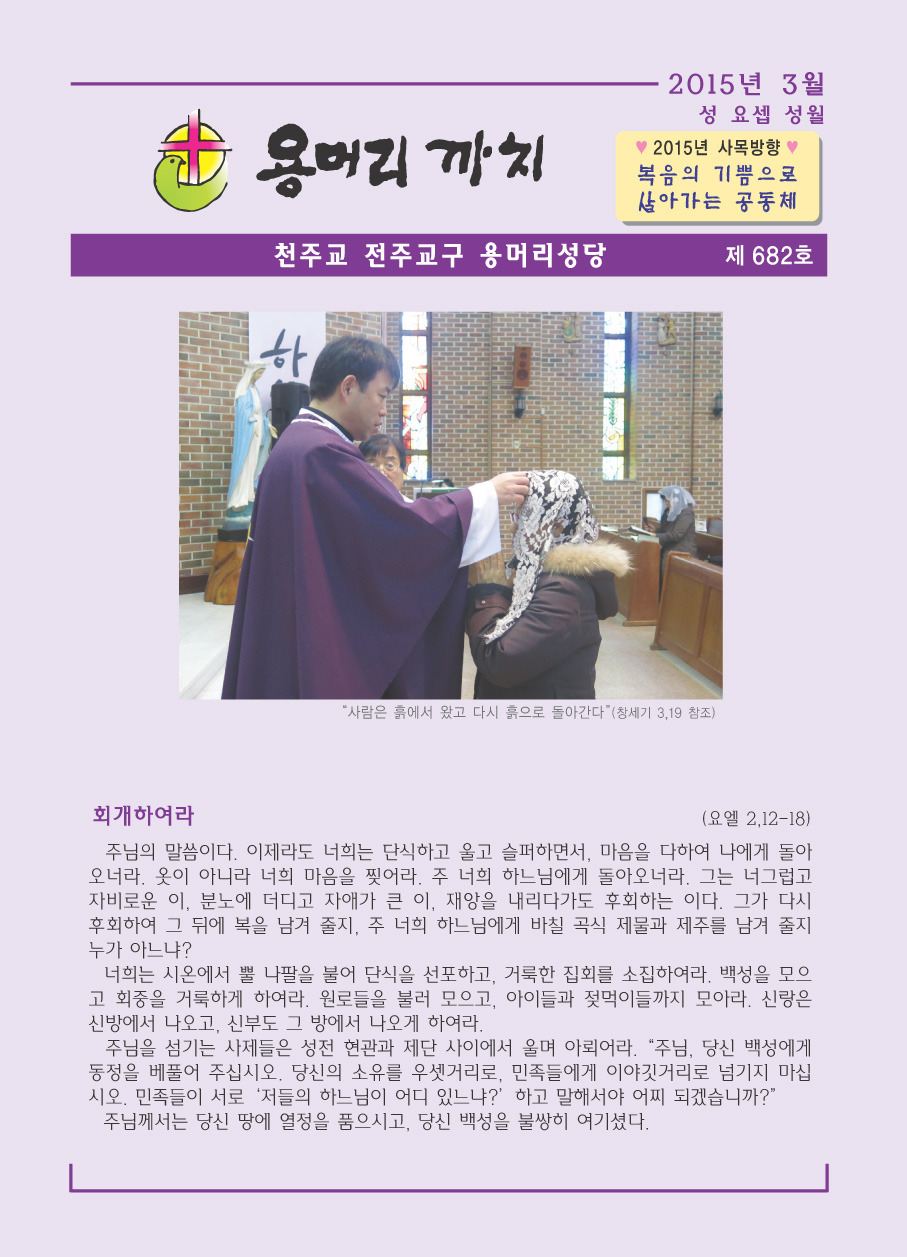 2015년 3월
성 요셉 성월
용머리 까치
♥ 2015년 사목방향 ♥
복음의 기쁨으로
살아가는 공동체
천주교 전주교구 용머리성당 제 682호
하
“사람은 흙에서 왔고 다시 흙으로 돌아간다”(창세기 3,19 참조)
회개하여라 (요엘 2,12-18)
주님의 말씀이다. 이제라도 너희는 단식하고 울고 슬퍼하면서, 마음을 다하여 나에게 돌아
오너라. 옷이 아니라 너희 마음을 찢어라. 주 너희 하느님에게 돌아오너라. 그는 너그럽고
자비로운 이, 분노에 더디고 자애가 큰 이, 재앙을 내리다가도 후회하는 이다. 그가 다시
후회하여 그 뒤에 복을 남겨 줄지, 주 너희 하느님에게 바칠 곡식 제물과 제주를 남겨 줄지
누가 아느냐?
너희는 시온에서 뿔 나팔을 불어 단식을 선포하고, 거룩한 집회를 소집하여라. 백성을 모으
고 회중을 거룩하게 하여라. 원로들을 불러 모으고, 아이들과 젖먹이들까지 모아라. 신랑은
신방에서 나오고, 신부도 그 방에서 나오게 하여라.
주님을 섬기는 사제들은 성전 현관과 제단 사이에서 울며 아뢰어라. “주님, 당신 백성에게
동정을 베풀어 주십시오. 당신의 소유를 우셋거리로, 민족들에게 이야깃거리로 넘기지 마십
시오. 민족들이 서로 ‘저들의 하느님이 어디 있느냐?’ 하고 말해서야 어찌 되겠습니까?”
주님께서는 당신 땅에 열정을 품으시고, 당신 백성을 불쌍히 여기셨다.